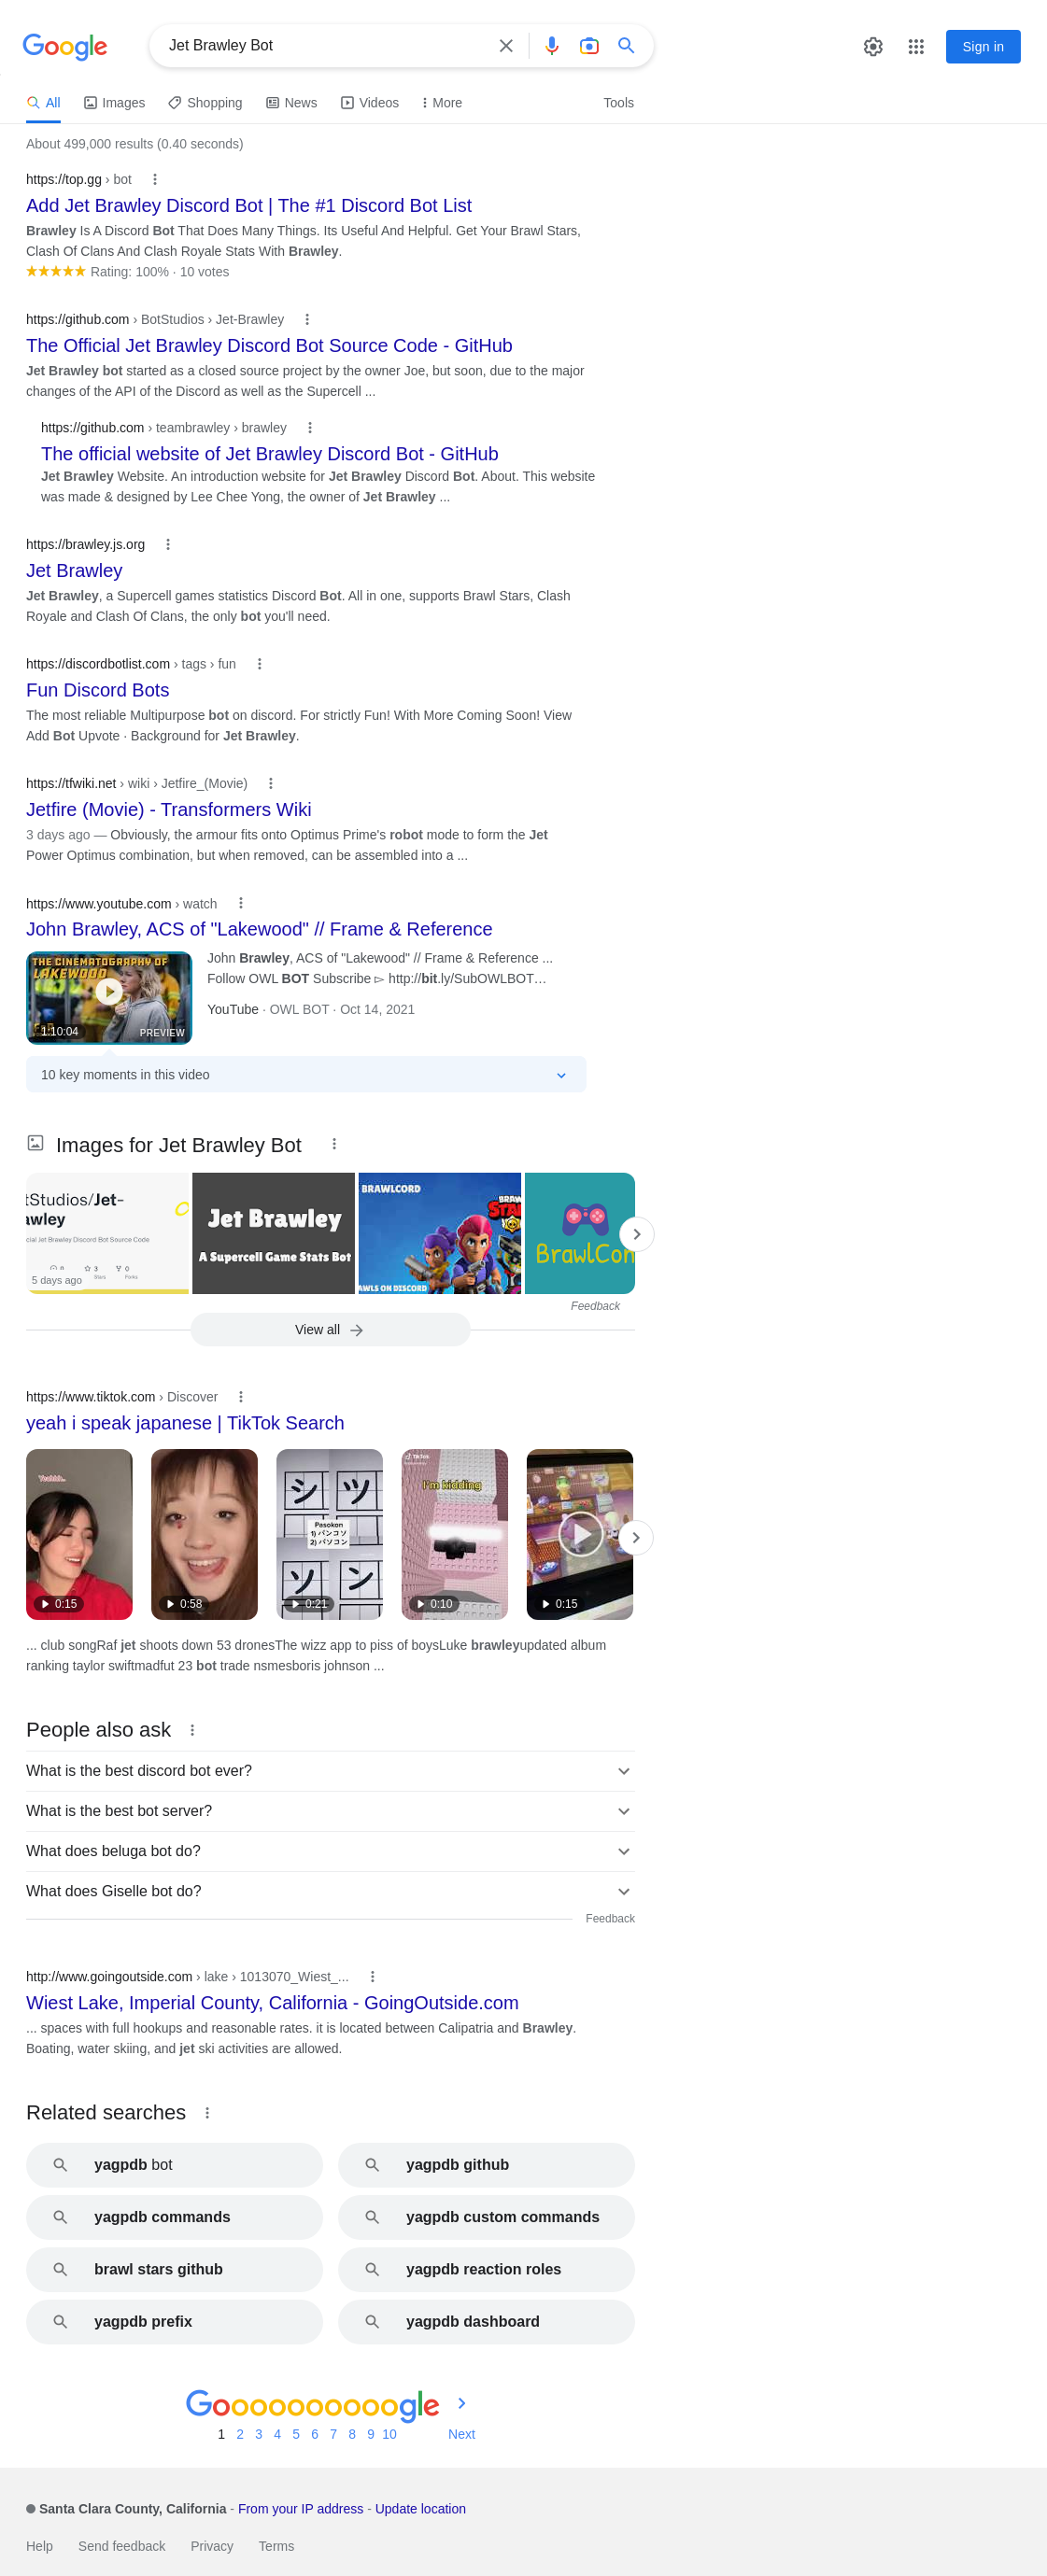 Google
Jet Brawley Bot
Sign in
All
Images
Shopping
News
Videos
More
Tools
About 499,000 results (0.40 seconds)
https://top.gg › bot
Add Jet Brawley Discord Bot | The #1 Discord Bot List
Brawley Is A Discord Bot That Does Many Things. Its Useful And Helpful. Get Your Brawl Stars,
Clash Of Clans And Clash Royale Stats With Brawley.
Rating: 100% · 10 votes
https://github.com › BotStudios › Jet-Brawley
The Official Jet Brawley Discord Bot Source Code - GitHub
Jet Brawley bot started as a closed source project by the owner Joe, but soon, due to the major
changes of the API of the Discord as well as the Supercell ...
https://github.com › teambrawley › brawley
The official website of Jet Brawley Discord Bot - GitHub
Jet Brawley Website. An introduction website for Jet Brawley Discord Bot. About. This website
was made & designed by Lee Chee Yong, the owner of Jet Brawley ...
https://brawley.js.org
Jet Brawley
Jet Brawley, a Supercell games statistics Discord Bot. All in one, supports Brawl Stars, Clash
Royale and Clash Of Clans, the only bot you'll need.
https://discordbotlist.com › tags › fun
Fun Discord Bots
The most reliable Multipurpose bot on discord. For strictly Fun! With More Coming Soon! View
Add Bot Upvote · Background for Jet Brawley.
https://tfwiki.net › wiki › Jetfire_(Movie)
Jetfire (Movie) - Transformers Wiki
3 days ago — Obviously, the armour fits onto Optimus Prime's robot mode to form the Jet
Power Optimus combination, but when removed, can be assembled into a ...
https://www.youtube.com › watch
John Brawley, ACS of "Lakewood" // Frame & Reference
THE CINEMATOGRAPHY OF
LAKEWOOD
1:10:04
PREVIEW
John Brawley, ACS of "Lakewood" // Frame & Reference ...
Follow OWL BOT Subscribe ▻ http://bit.ly/SubOWLBOT…
YouTube · OWL BOT · Oct 14, 2021
10 key moments in this video
Images for Jet Brawley Bot
tStudios/Jet-
awley
cial Jet Brawley Discord Bot Source Code
0
3
0
Stars
Forks
5 days ago
Jet Brawley
A Supercell Game Stats Bot
BRAWLCORD
BRAWL
STARS
AWLS ON DISCORD
BrawlCon
Feedback
View all
https://www.tiktok.com › Discover
yeah i speak japanese | TikTok Search
Yeahhh..
0:15
0:58
シ ツ
Pasokon
1) パンコソ
2) パソコン
ソ ン
0:21
TikTok
I'm kidding
0:10
0:15
... club songRaf jet shoots down 53 dronesThe wizz app to piss of boysLuke brawleyupdated album
ranking taylor swiftmadfut 23 bot trade nsmesboris johnson ...
People also ask
What is the best discord bot ever?
What is the best bot server?
What does beluga bot do?
What does Giselle bot do?
Feedback
http://www.goingoutside.com › lake › 1013070_Wiest_...
Wiest Lake, Imperial County, California - GoingOutside.com
... spaces with full hookups and reasonable rates. it is located between Calipatria and Brawley.
Boating, water skiing, and jet ski activities are allowed.
Related searches
yagpdb bot
yagpdb github
yagpdb commands
yagpdb custom commands
brawl stars github
yagpdb reaction roles
yagpdb prefix
yagpdb dashboard
Goooooooooogle
1 2 3 4 5 6 7 8 9 10 Next
Santa Clara County, California - From your IP address - Update location
Help
Send feedback
Privacy
Terms